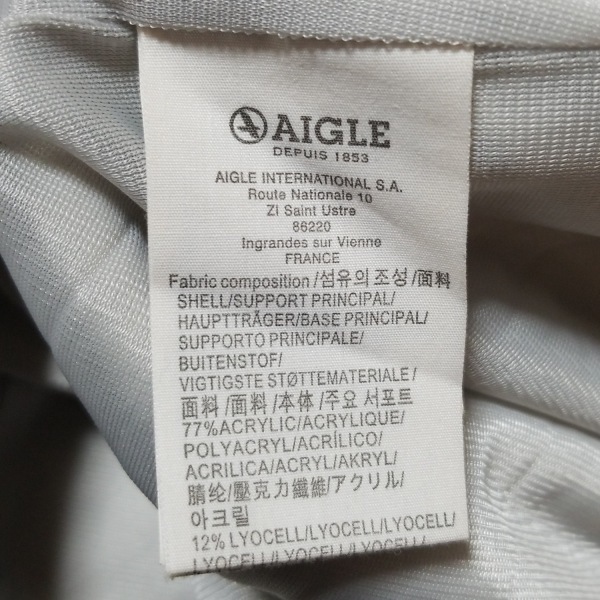 AIGLE
DEPUIS 1853
AIGLE INTERNATIONAL S.A.
Route Nationale 10
ZI Saint Ustre
86220
Ingrandes sur Vienne
FRANCE
Fabric composition/섬유의 조성/面料
SHELL/SUPPORT PRINCIPAL/
HAUPTTRÄGER/BASE PRINCIPAL/
SUPPORTO PRINCIPALE/
BUITENSTOF/
VIGTIGSTE STØTTEMATERIALE/
面料/面料/本体/주요 서포트
77%ACRYLIC/ACRYLIQUE/
POLYACRYL/ACRÍLICO/
ACRILICA/ACRYL/AKRYL/
腈纶/壓克力纖維/アクリル/
아크릴
12% LYOCELL/LYOCELL/LYOCELL/
LYOCELL/LYOCELL/LYOCELL/